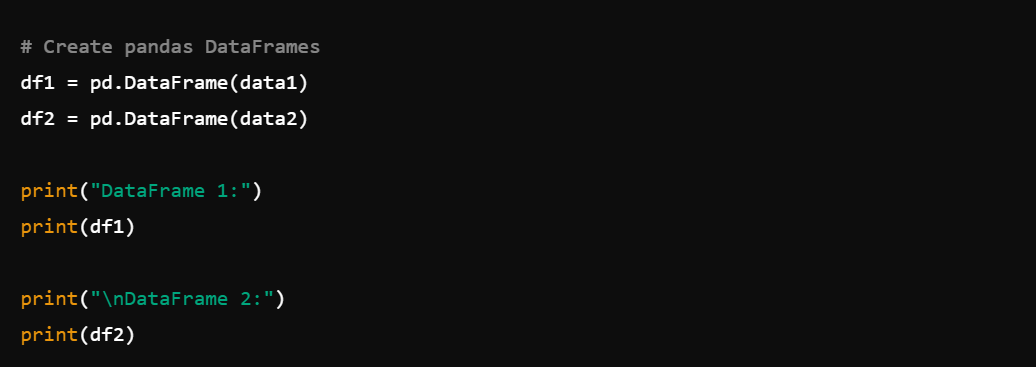 # Create pandas DataFrames
df1 = pd.DataFrame(data1)
df2 = pd.DataFrame(data2)
print("DataFrame 1:")
print(df1)
print("\nDataFrame 2:")
print(df2)